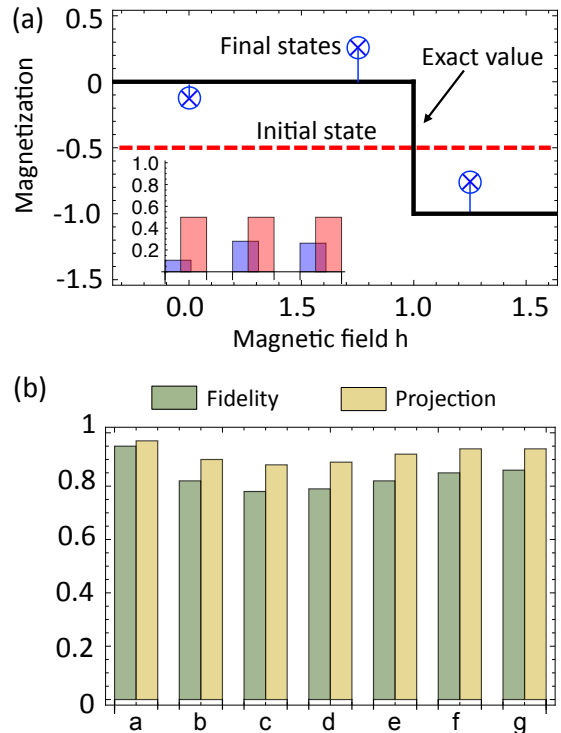 (a)
0.5
Final states
Exact value
0
Initial state
-0.5
1.0
0.8
0.6
0.4
0.2
-1.0
-1.5
Magnetization
0.0 1.5 1.0 1.5
Magnetic field h
(b)
Fidelity Projection
1
0.8
0.6
0.4
0.2
0
a b c d e f g